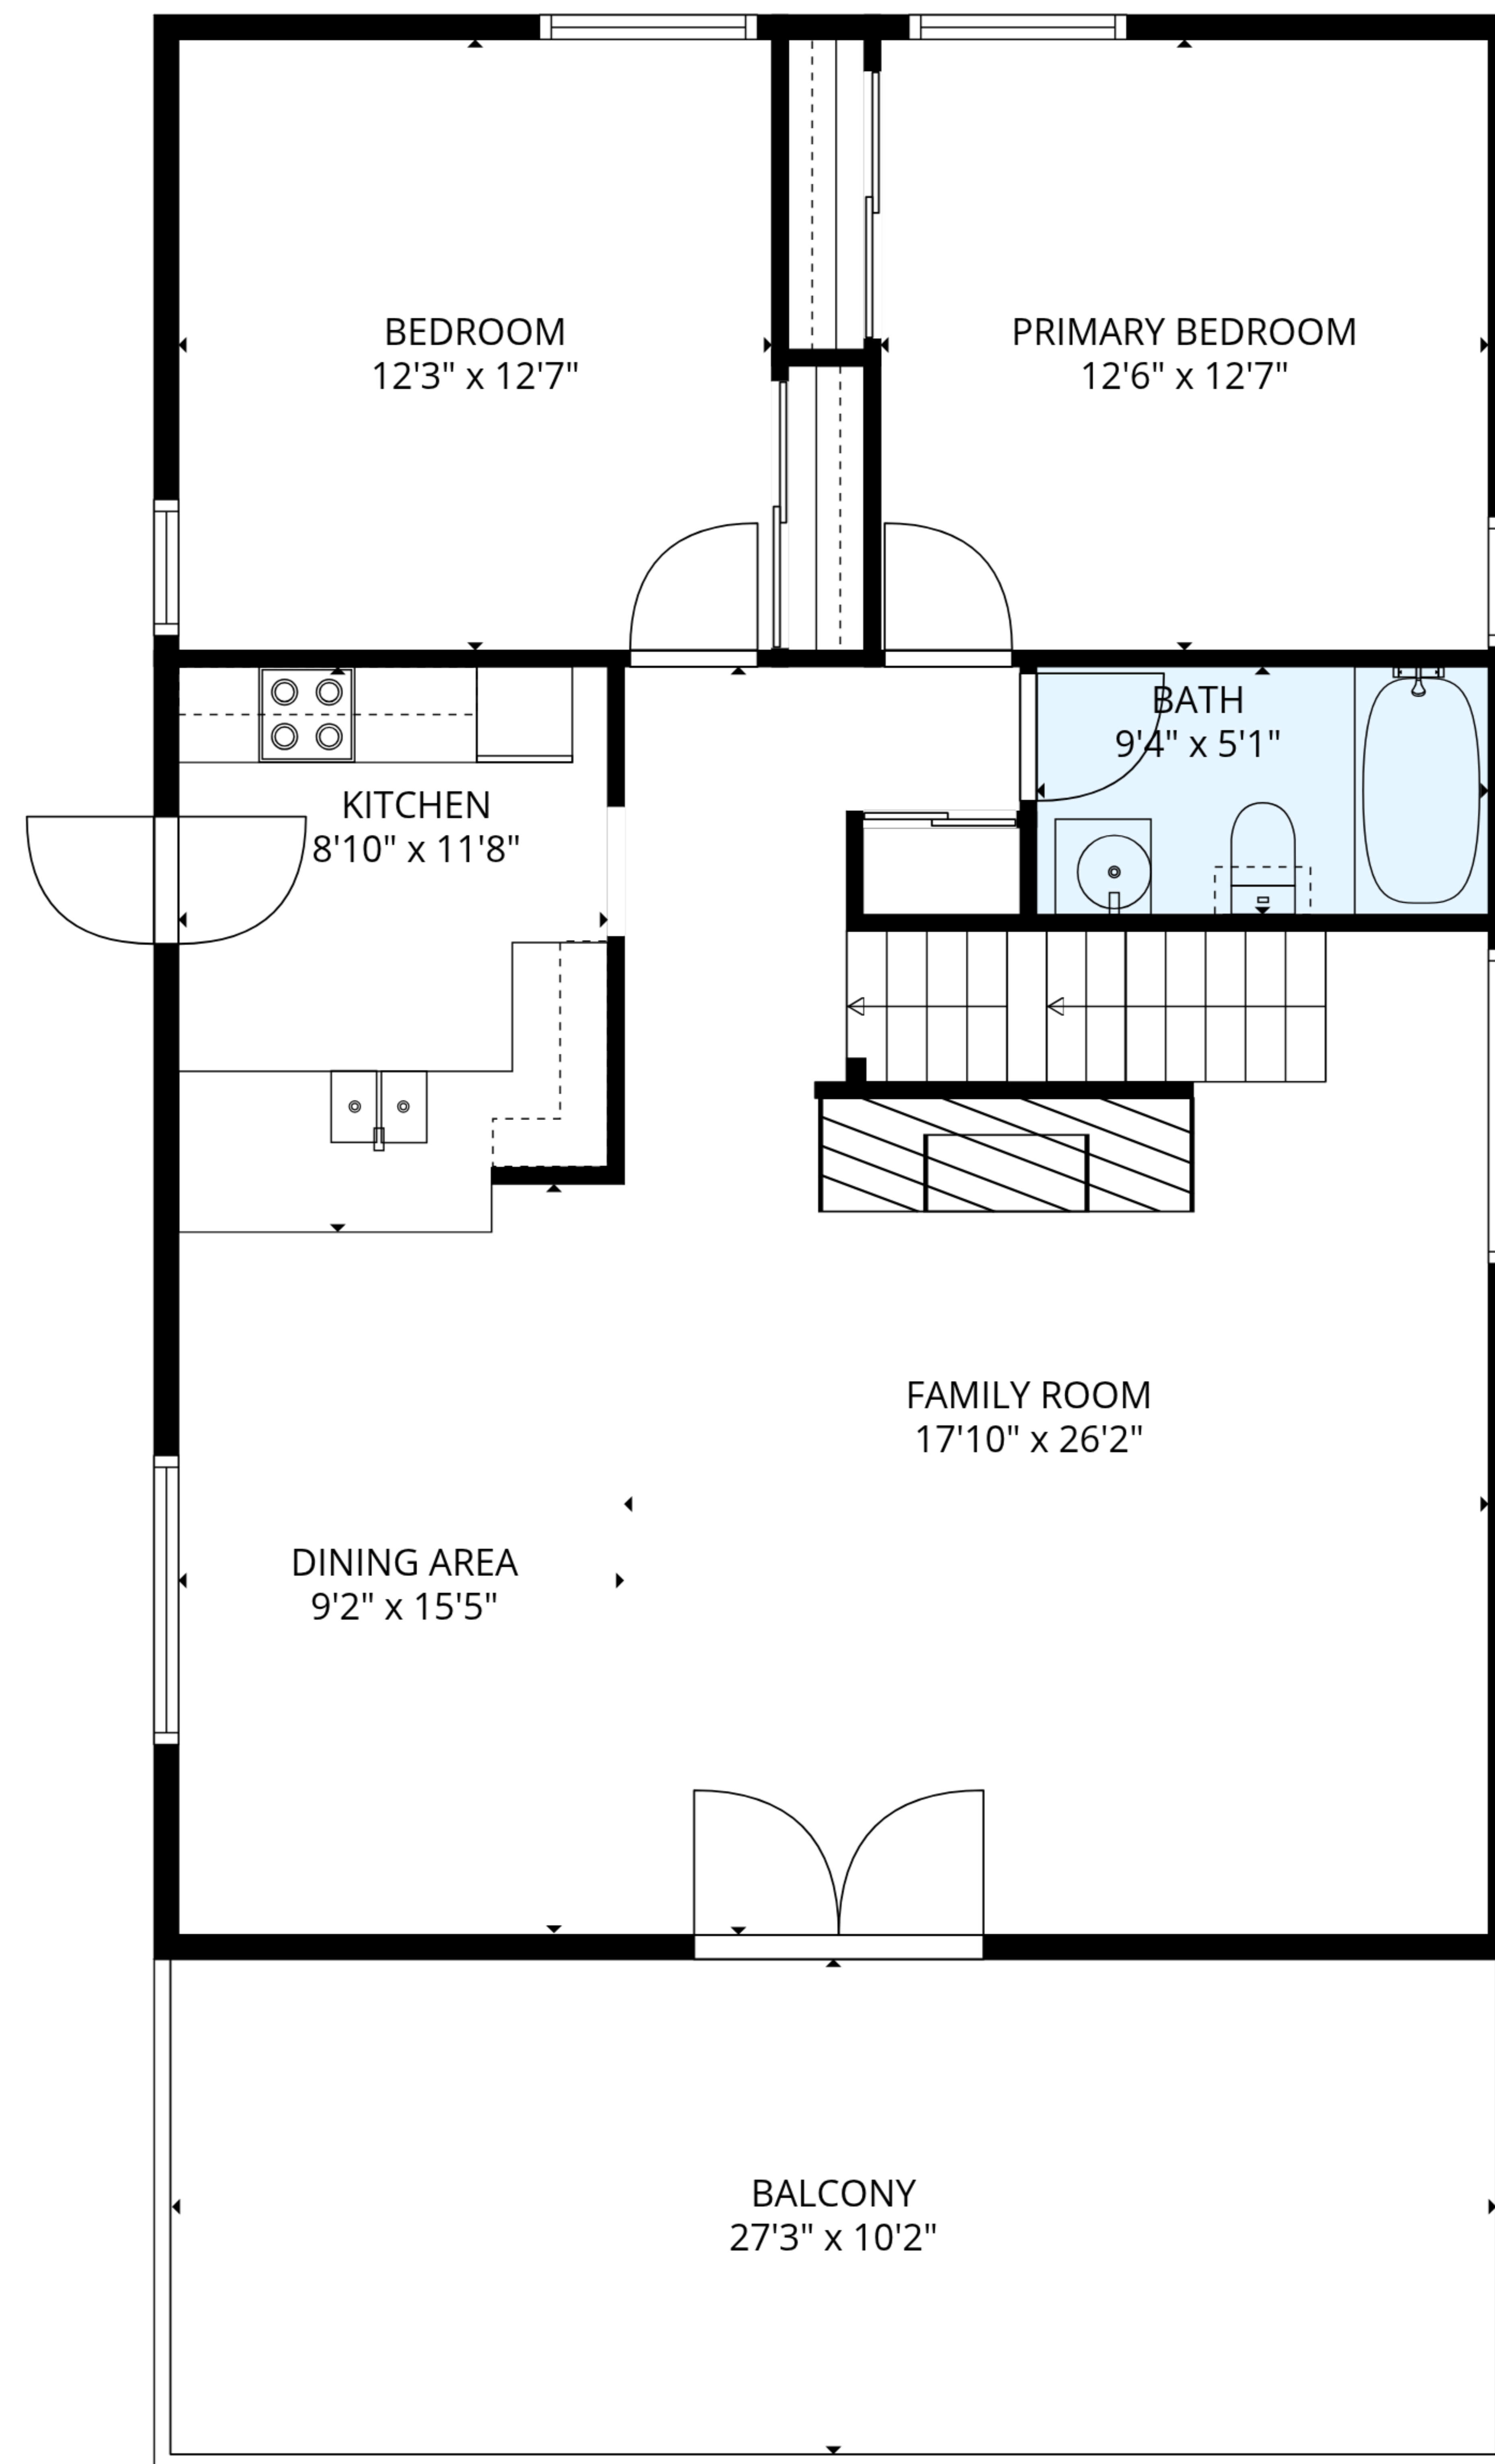 BEDROOM
12'3" x 12'7"
PRIMARY BEDROOM
12'6" x 12'7"
BATH
9'4" x 5'1"
KITCHEN
8'10" x 11'8"
FAMILY ROOM
17'10" x 26'2"
DINING AREA
9'2" x 15'5"
BALCONY
27'3" x 10'2"